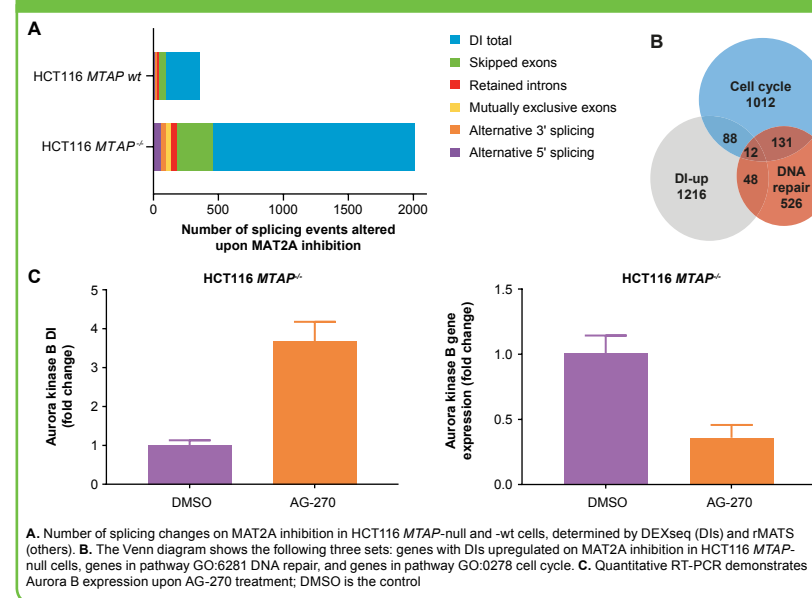 A
HCT116 MTAP wt
HCT116 MTAP-/-
0
500
1000
1500
2000
Number of splicing events altered
upon MAT2A inhibition
DI total
Skipped exons
Retained introns
Mutually exclusive exons
Alternative 3' splicing
Alternative 5' splicing
B
Cell cycle
1012
88
12
131
DI-up
1216
48
DNA
repair
526
C
HCT116 MTAP-/-
Aurora kinase B DI
(fold change)
5
4
3
2
1
0
DMSO
AG-270
HCT116 MTAP-/-
Aurora kinase B gene
expression (fold change)
1.5
1.0
0.5
0.0
DMSO
AG-270
A. Number of splicing changes on MAT2A inhibition in HCT116 MTAP-null and -wt cells, determined by DEXseq (DIs) and rMATS
(others). B. The Venn diagram shows the following three sets: genes with DIs upregulated on MAT2A inhibition in HCT116 MTAP-
null cells, genes in pathway GO:6281 DNA repair, and genes in pathway GO:0278 cell cycle. C. Quantitative RT-PCR demonstrates
Aurora B expression upon AG-270 treatment; DMSO is the control